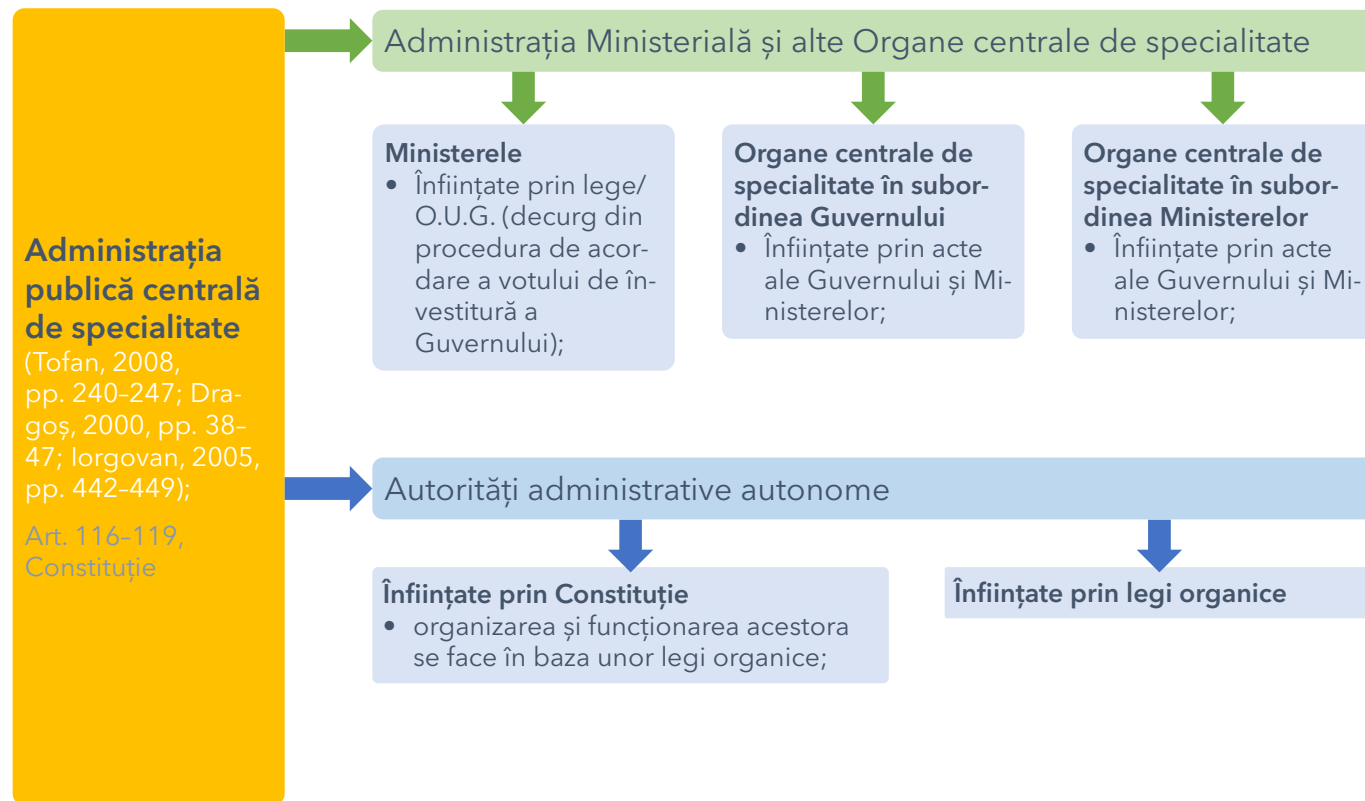 Administrația
publică centrală
de specialitate
(Tofan, 2008,
pp. 240–247; Dra-
goș, 2000, pp. 38–
47; Iorgovan, 2005,
pp. 442–449);
Art. 116–119,
Constituție
Administrația Ministerială și alte Organe centrale de specialitate
Ministerele
• Înființate prin lege/
O.U.G. (decurg din
procedura de acor-
dare a votului de în-
vestitură a
Guvernului);
Organe centrale de
specialitate în subor-
dinea Guvernului
• Înființate prin acte
ale Guvernului și Mi-
nisterelor;
Organe centrale de
specialitate în subor-
dinea Ministerelor
• Înființate prin acte
ale Guvernului și Mi-
nisterelor;
Autorități administrative autonome
Înființate prin Constituție
• organizarea și funcționarea acestora
se face în baza unor legi organice;
Înființate prin legi organice